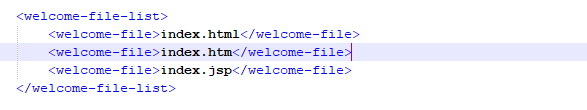 <welcome-file-list>
<welcome-file>index.html</welcome-file>
<welcome-file>index.htm</welcome-file>
<welcome-file>index.jsp</welcome-file>
</welcome-file-list>